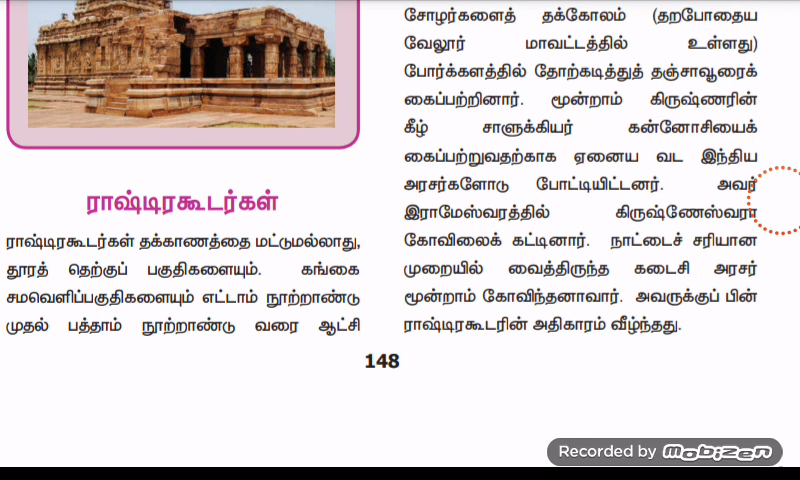 ராஷ்டிரகூடர்கள்
ராஷ்டிரகூடர்கள் தக்காணத்தை மட்டுமல்லாது,
தூரத் தெற்குப் பகுதிகளையும். கங்கை
சமவெளிப்பகுதிகளையும் எட்டாம் நூற்றாண்டு
முதல் பத்தாம் நூற்றாண்டு வரை ஆட்சி
சோழர்களைத் தக்கோலம் (தறபோதைய
வேலூர் மாவட்டத்தில் உள்ளது)
போர்க்களத்தில் தோற்கடித்துத் தஞ்சாவூரைக்
கைப்பற்றினார். மூன்றாம் கிருஷ்ணரின்
கீழ் சாளுக்கியர் கன்னோசியைக்
கைப்பற்றுவதற்காக ஏனைய வட இந்திய
அரசர்களோடு போட்டியிட்டனர். அவர்
இராமேஸ்வரத்தில் கிருஷ்ணேஸ்வரா
கோவிலைக் கட்டினார். நாட்டைச் சரியான
முறையில் வைத்திருந்த கடைசி அரசர்
மூன்றாம் கோவிந்தனாவார். அவருக்குப் பின்
ராஷ்டிரகூடரின் அதிகாரம் வீழ்ந்தது.
148
Recorded by mobizen